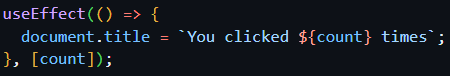 useEffect(() => {
  document.title = `You clicked ${count} times`;
}, [count]);